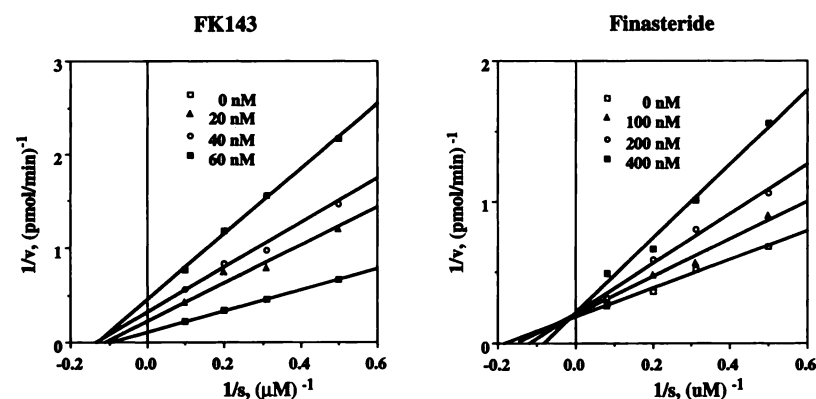 FK143
3
2
1
0
-0.2
0.0
0.2
0.4
0.6
1/v, (pmol/min)⁻¹
1/s, (µM) ⁻¹
0 nM
20 nM
40 nM
60 nM
Finasteride
2
1
0
-0.2
0.0
0.2
0.4
0.6
1/v, (pmol/min)⁻¹
1/s, (uM) ⁻¹
0 nM
100 nM
200 nM
400 nM